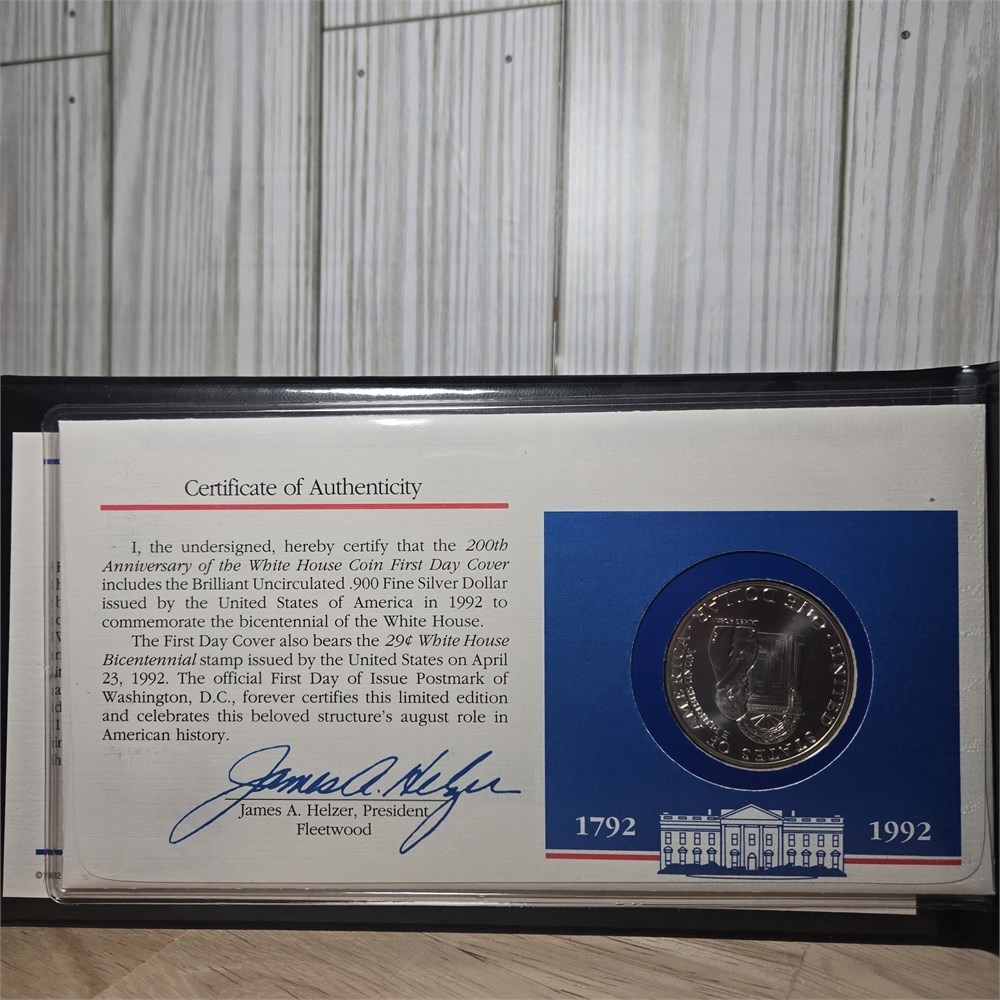 Certificate of Authenticity
I, the undersigned, hereby certify that the 200th
Anniversary of the White House Coin First Day Cover
includes the Brilliant Uncirculated .900 Fine Silver Dollar
issued by the United States of America in 1992 to
commemorate the bicentennial of the White House.
The First Day Cover also bears the 29¢ White House
Bicentennial stamp issued by the United States on April
23, 1992. The official First Day of Issue Postmark of
Washington, D.C., forever certifies this limited edition
and celebrates this beloved structure's august role in
American history.
James A. Helzer
James A. Helzer, President
Fleetwood
©1992
UNITED STATES OF AMERICA
ONE DOLLAR
1792
1992